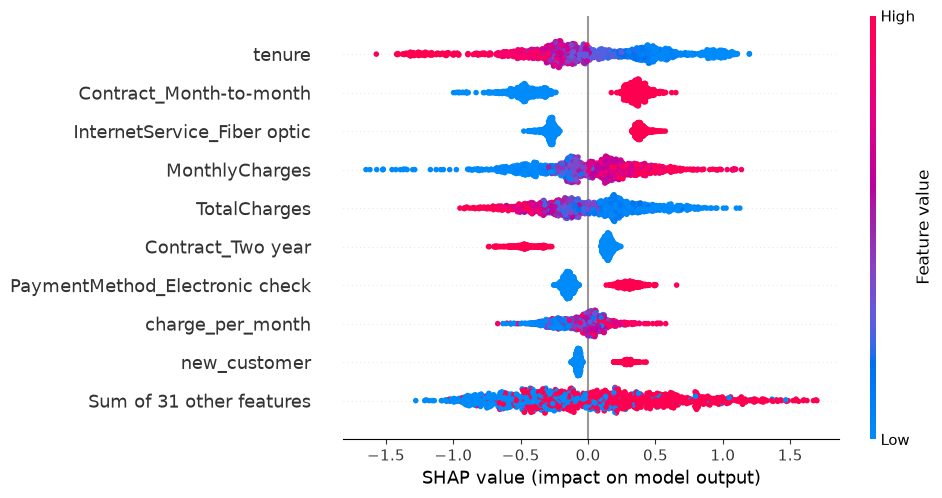 High
tenure
Contract_Month-to-month
InternetService_Fiber optic
MonthlyCharges
TotalCharges
Contract_Two year
PaymentMethod_Electronic check
charge_per_month
new_customer
Sum of 31 other features
Feature value
Low
−1.5 −1.0 −0.5 0.0 0.5 1.0 1.5
SHAP value (impact on model output)